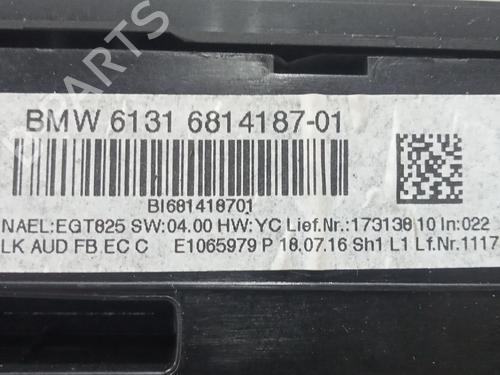 BMW 6131 6814187-01
BI681418701
NAEL:EGT825 SW:04.00 HW:YC Lief.Nr.:173138 10 In:022
LK AUD FB EC C E1065979 P 18.07.16 Sh1 L1 Lf.Nr.1117
B-PARTS